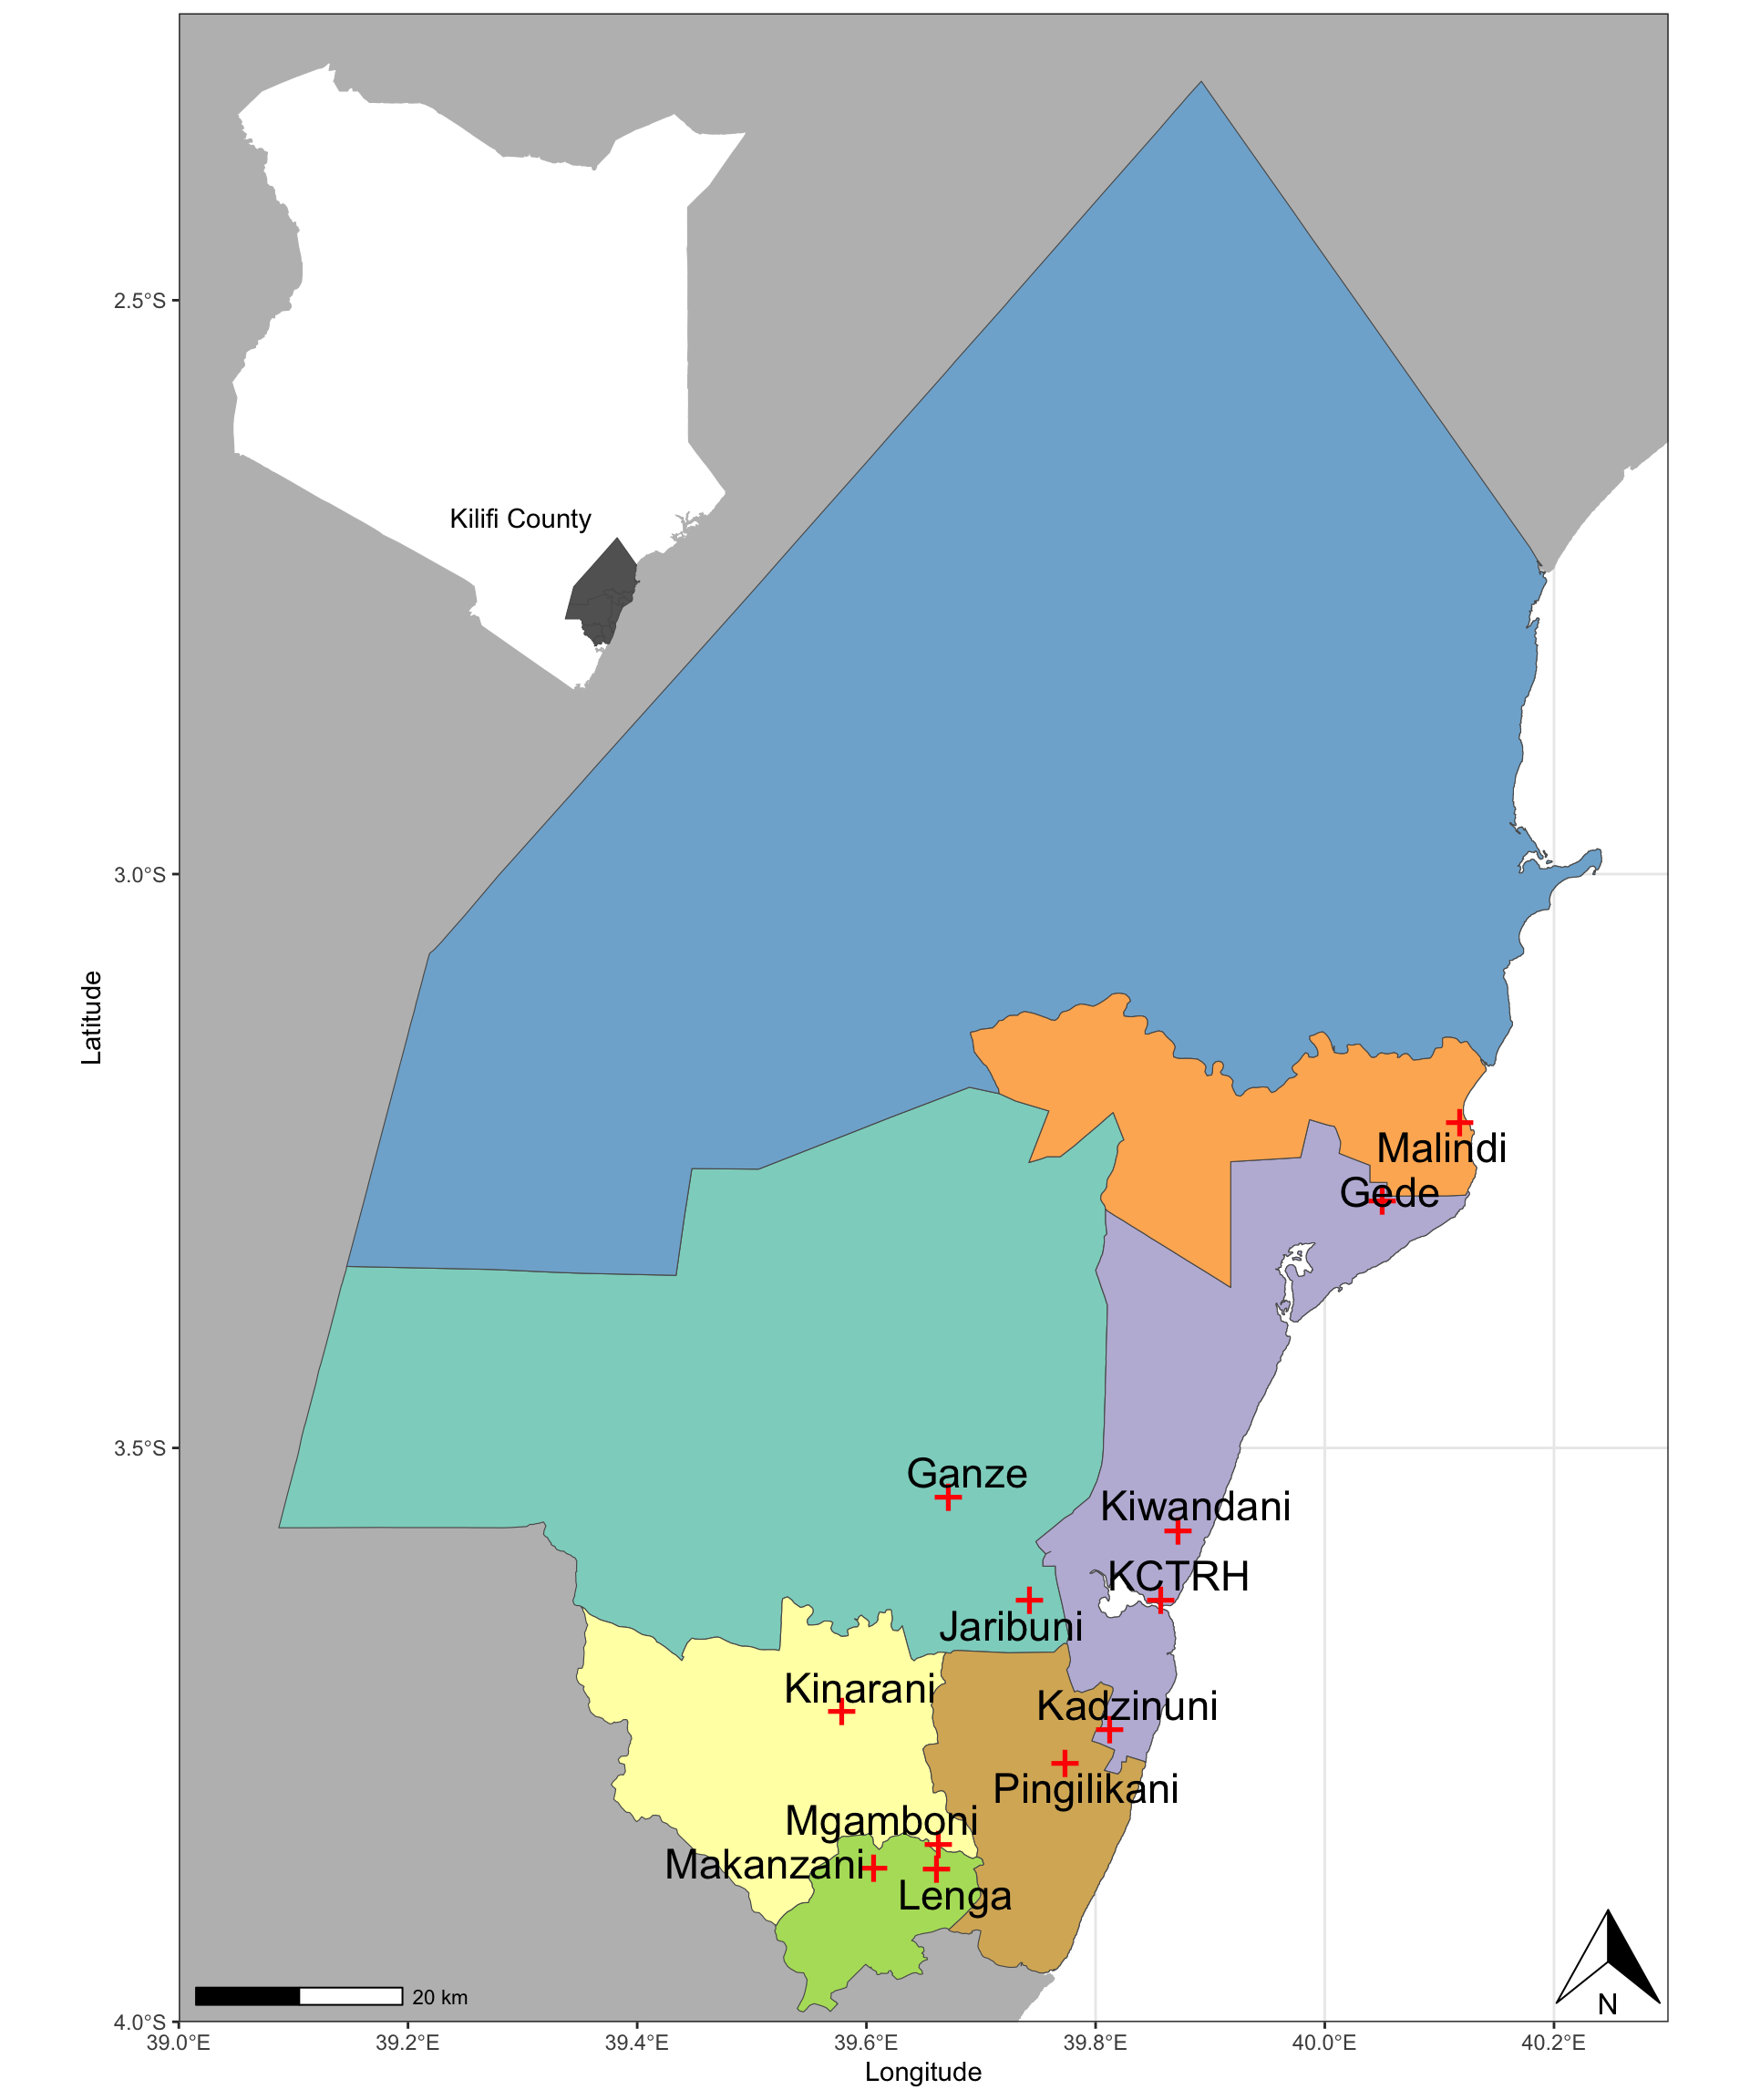 Kilifi County
2.5°S
3.0°S
Latitude
Malindi
Gede
3.5°S
Ganze
Kiwandani
KCTRH
Jaribuni
Kinarani
Kadzinuni
Pingilikani
Mgamboni
Makanzani
Lenga
20 km
N
4.0°S
39.0°E 39.2°E 39.4°E 39.6°E 39.8°E 40.0°E 40.2°E
Longitude